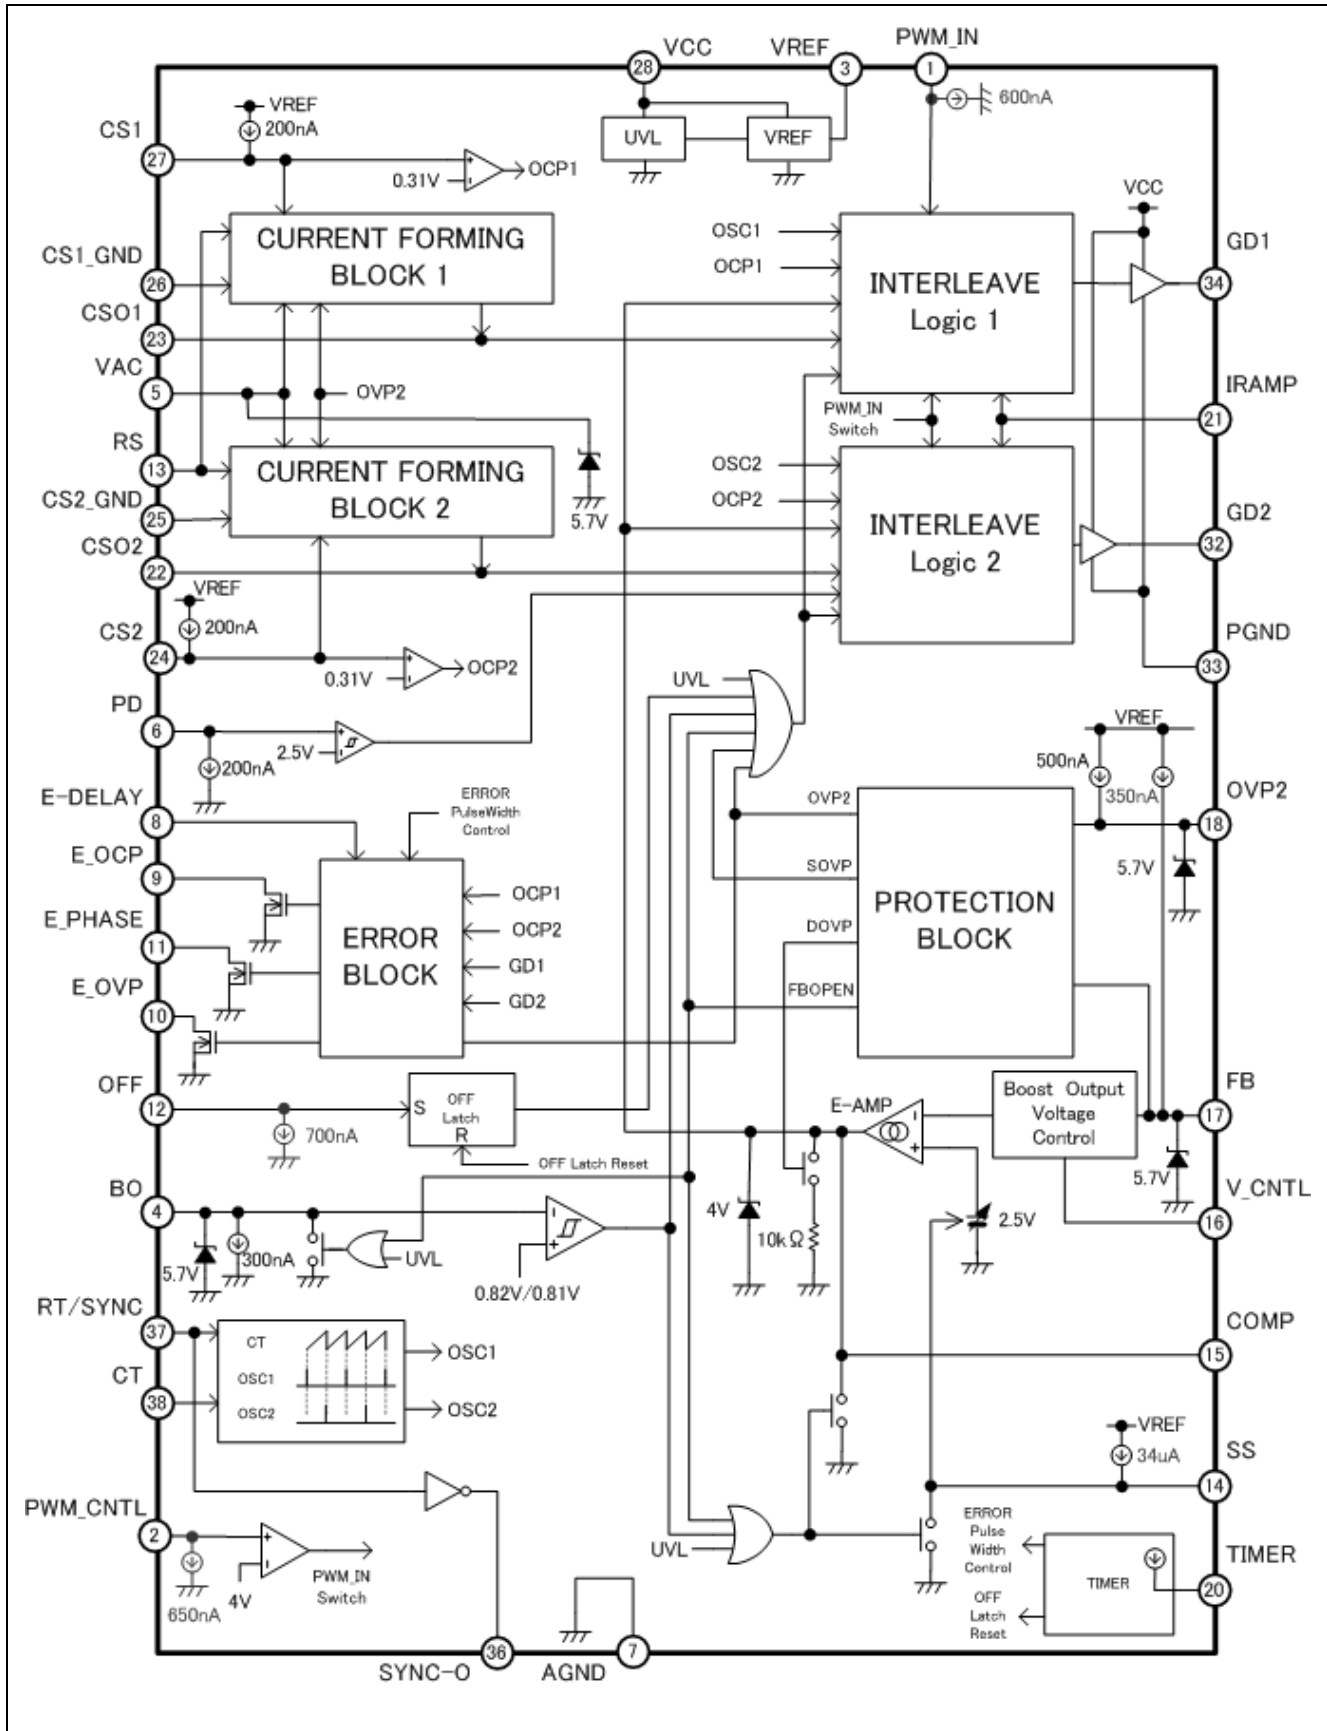 VCC
VREF
PWM_IN
28
3
1
600nA
UVL
VREF
CS1
27
VREF
200nA
0.31V
OCP1
+
-
CURRENT FORMING
BLOCK 1
CS1_GND
26
CSO1
23
VAC
5
OVP2
RS
13
CURRENT FORMING
BLOCK 2
5.7V
CS2_GND
25
CSO2
22
VREF
200nA
CS2
24
0.31V
OCP2
+
-
PD
6
200nA
2.5V
+
-
OSC1
OCP1
INTERLEAVE
Logic 1
VCC
GD1
34
PWM_IN
Switch
IRAMP
21
OSC2
OCP2
INTERLEAVE
Logic 2
GD2
32
PGND
33
UVL
VREF
500nA
350nA
OVP2
18
5.7V
E-DELAY
8
ERROR
PulseWidth
Control
E_OCP
9
E_PHASE
11
E_OVP
10
ERROR
BLOCK
OCP1
OCP2
GD1
GD2
OVP2
SOVP
DOVP
FBOPEN
PROTECTION
BLOCK
OFF
12
700nA
S
OFF
Latch
R
OFF Latch Reset
E-AMP
-
+
Boost Output
Voltage
Control
FB
17
5.7V
V_CNTL
16
BO
4
5.7V
300nA
UVL
-
+
0.82V/0.81V
4V
10kΩ
2.5V
RT/SYNC
37
CT
38
CT
OSC1
OSC2
OSC1
OSC2
COMP
15
VREF
34uA
SS
14
PWM_CNTL
2
650nA
+
-
4V
PWM_IN
Switch
UVL
ERROR
Pulse
Width
Control
OFF
Latch
Reset
TIMER
TIMER
20
36
SYNC-O
AGND
7